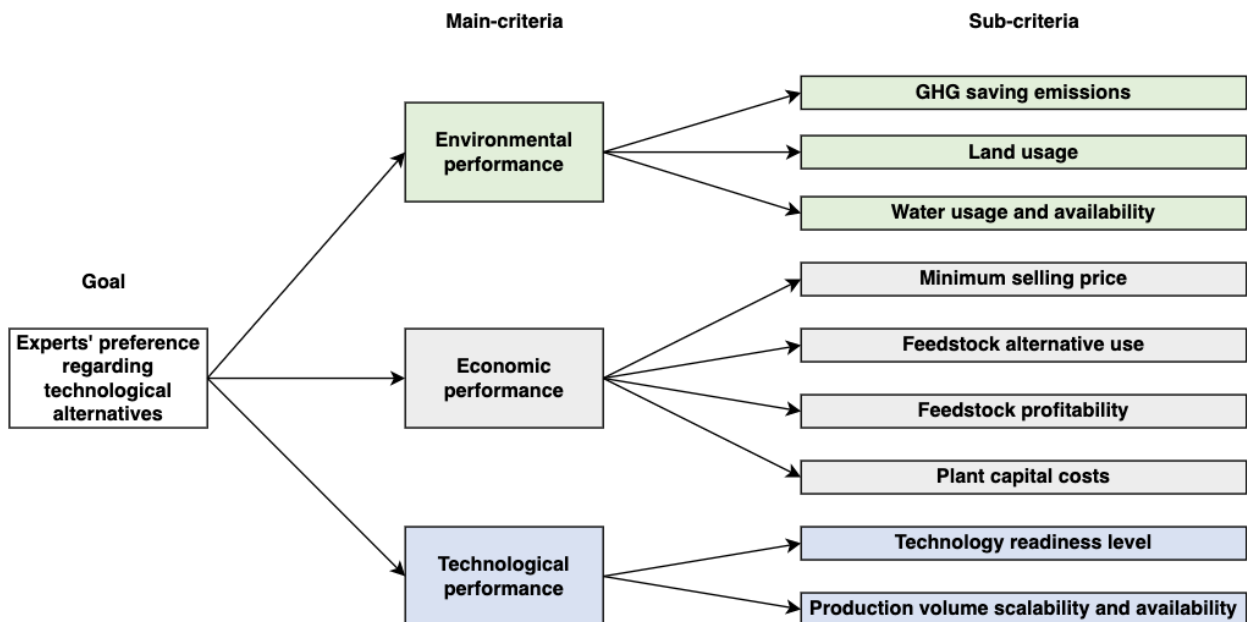 Main-criteria
Sub-criteria
GHG saving emissions
Environmental
performance
Land usage
Water usage and availability
Goal
Minimum selling price
Experts' preference
regarding
technological
alternatives
Economic
performance
Feedstock alternative use
Feedstock profitability
Plant capital costs
Technological
performance
Technology readiness level
Production volume scalability and availability